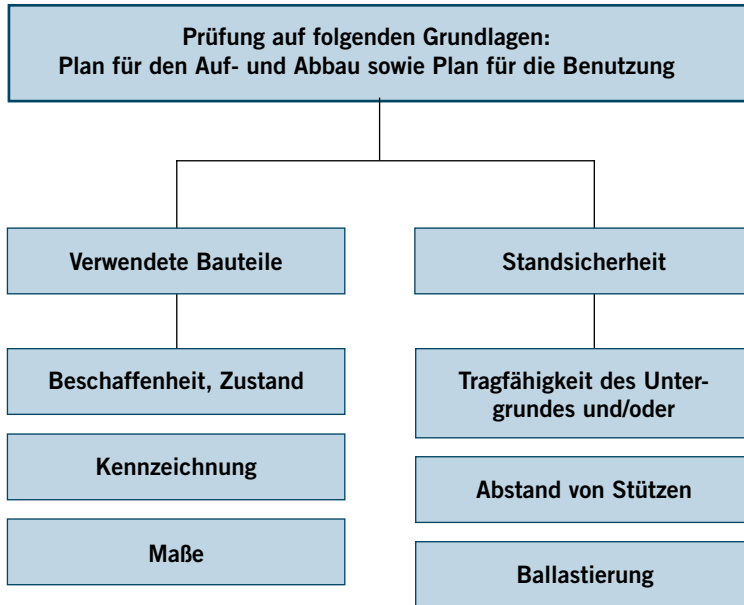 Prüfung auf folgenden Grundlagen:
Plan für den Auf- und Abbau sowie Plan für die Benutzung
Verwendete Bauteile
Beschaffenheit, Zustand
Kennzeichnung
Maße
Standsicherheit
Tragfähigkeit des Unter-
grundes und/oder
Abstand von Stützen
Ballastierung